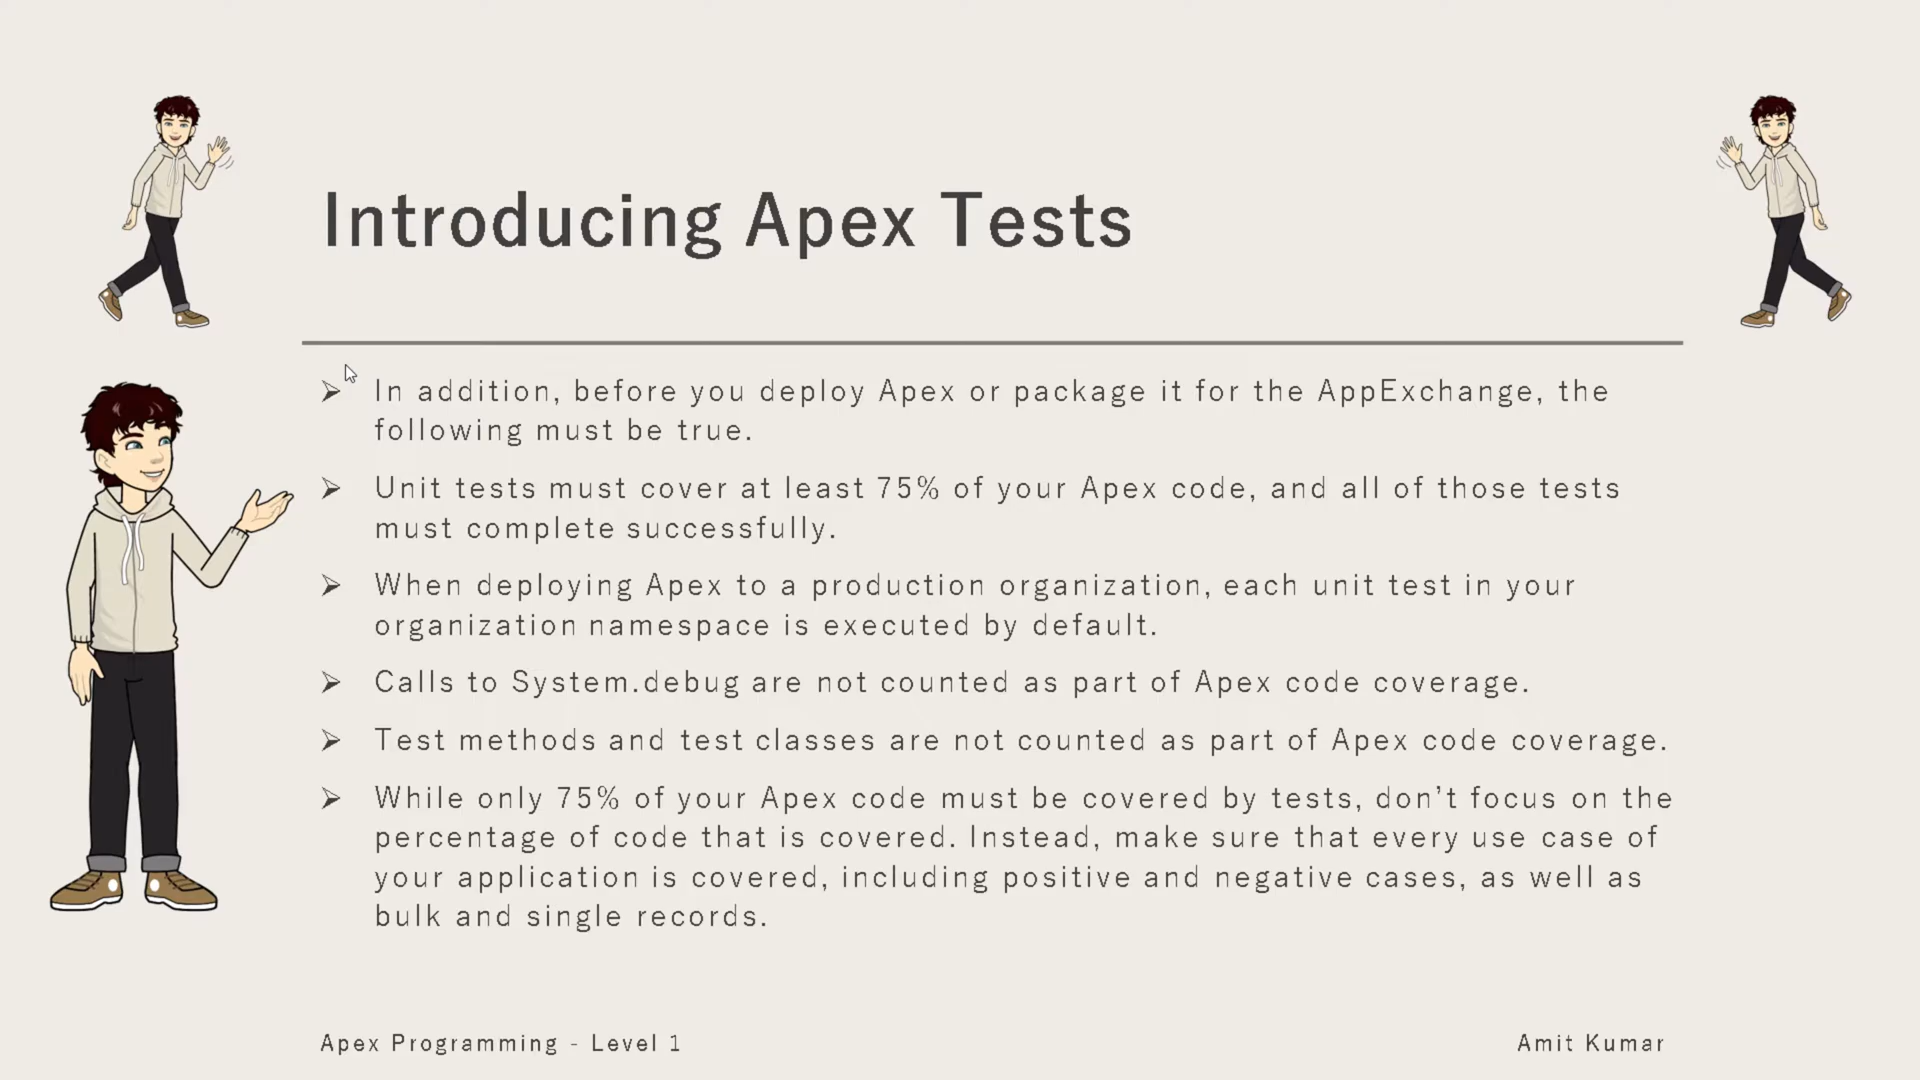 Introducing Apex Tests
➢ In addition, before you deploy Apex or package it for the AppExchange, the
following must be true.
➢ Unit tests must cover at least 75% of your Apex code, and all of those tests
must complete successfully.
➢ When deploying Apex to a production organization, each unit test in your
organization namespace is executed by default.
➢ Calls to System.debug are not counted as part of Apex code coverage.
➢ Test methods and test classes are not counted as part of Apex code coverage.
➢ While only 75% of your Apex code must be covered by tests, don’t focus on the
percentage of code that is covered. Instead, make sure that every use case of
your application is covered, including positive and negative cases, as well as
bulk and single records.
Apex Programming - Level 1
Amit Kumar